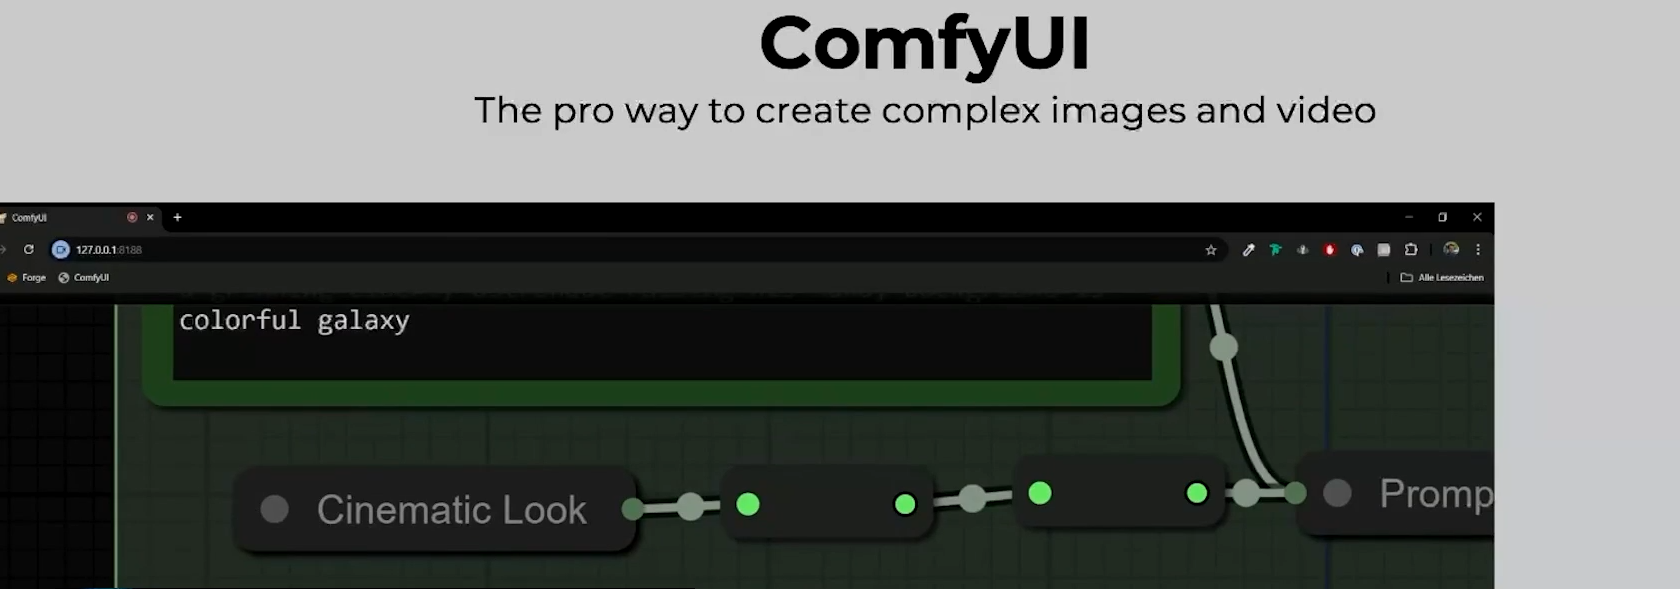 ComfyUI
The pro way to create complex images and video
ComfyUI
127.0.0.1:8188
Forge ComfyUI Alle Lesezeichen
colorful galaxy
Cinematic Look
Promp